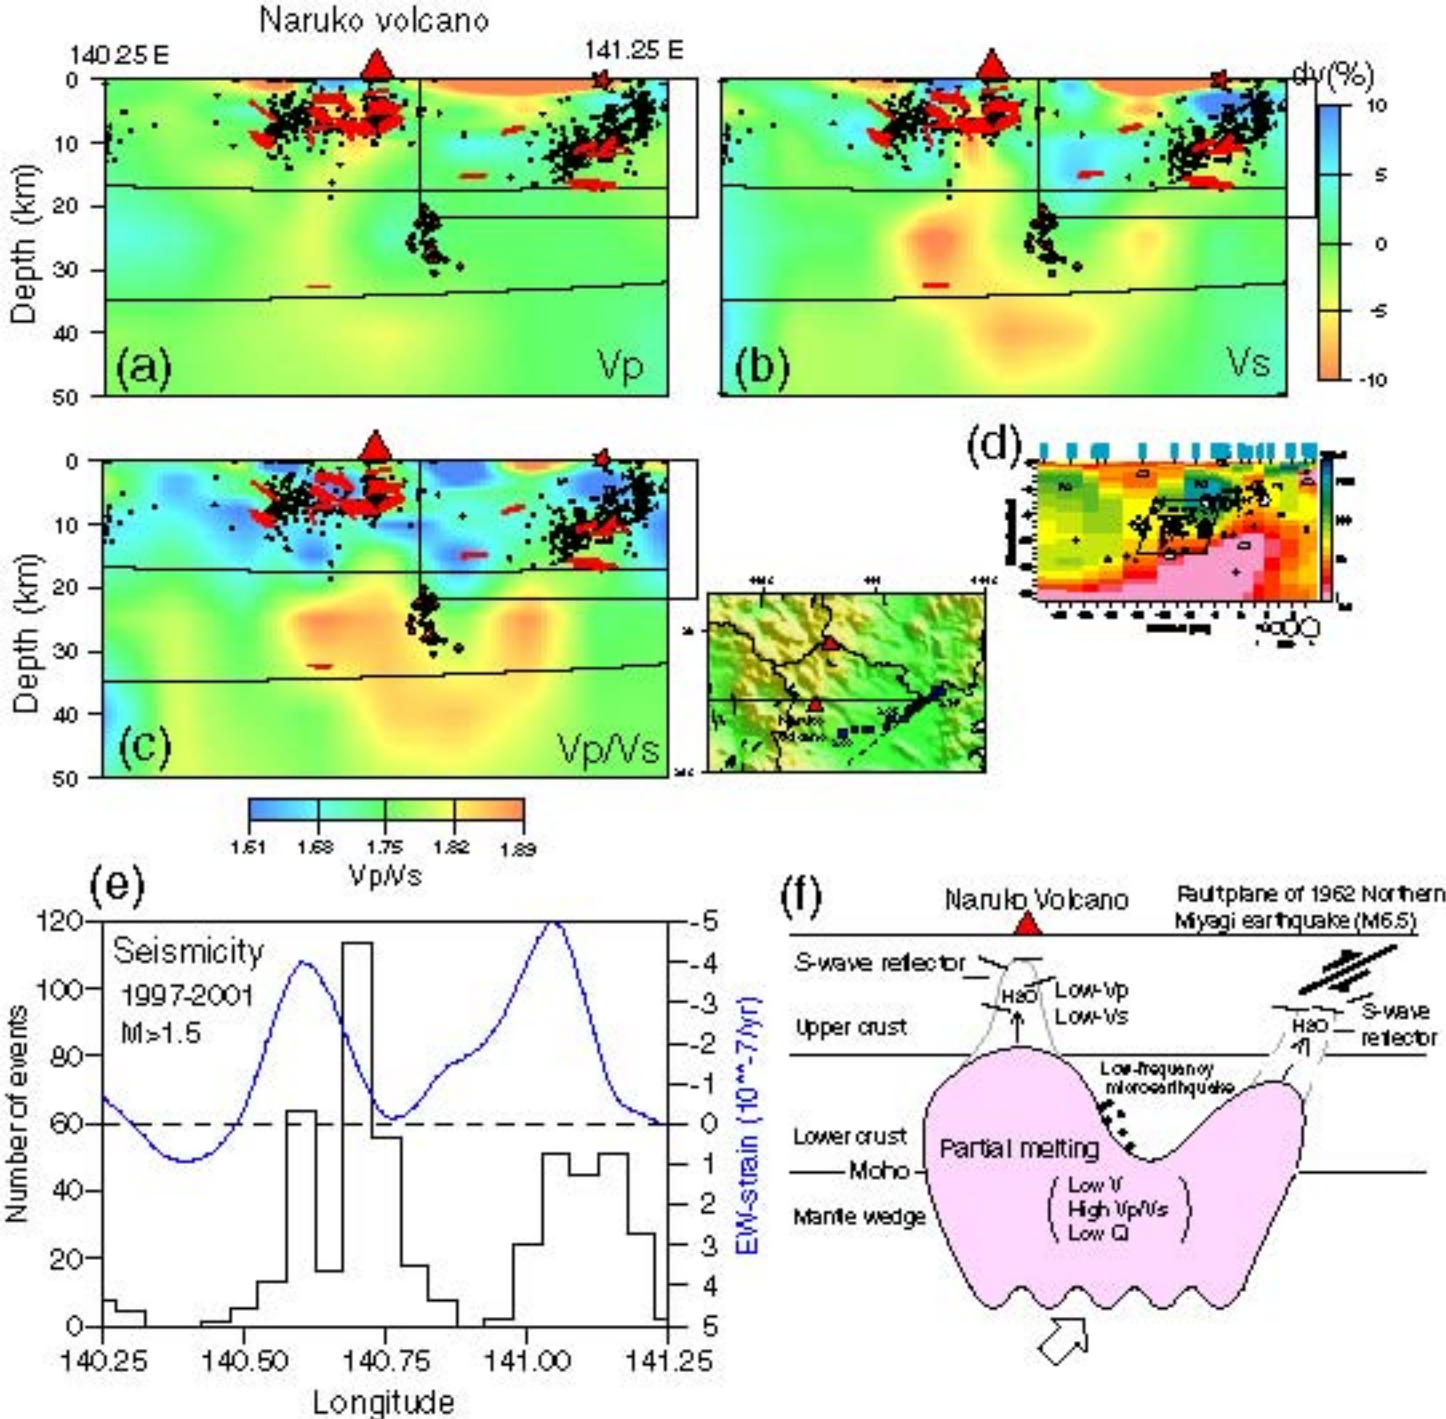 Naruko volcano
140.25 E
141.25 E
dv(%)
0
10
20
30
40
50
Depth (km)
(a)
Vp
(b)
Vs
10
5
0
-5
-10
0
10
20
30
40
50
Depth (km)
(c)
Vp/Vs
(d)
Naruko
volcano
1.61
1.68
1.75
1.82
1.89
Vp/Vs
(e)
120
100
80
60
40
20
0
Number of events
Seismicity
1997-2001
M>1.5
-5
-4
-3
-2
-1
0
1
2
3
4
5
EW-strain (10**-7/yr)
140.25
140.50
140.75
141.00
141.25
Longitude
(f)
Naruko Volcano
Fault plane of 1962 Northern
Miyagi earthquake (M6.5)
S-wave reflector
H2O
Low-Vp
Low-Vs
Upper crust
H2O
S-wave
reflector
Low-frequency
microearthquake
Lower crust
Partial melting
Moho
Low V
High Vp/Vs
Low Q
Mantle wedge